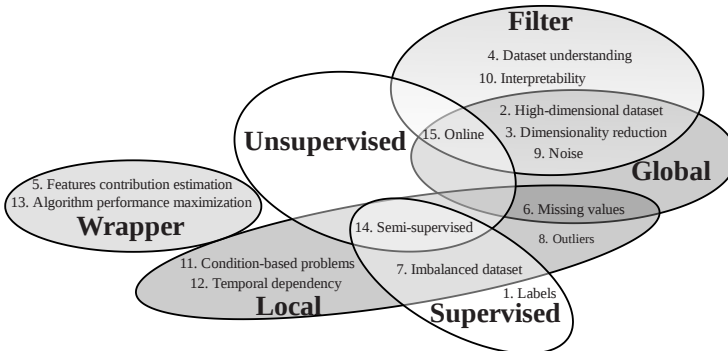 Filter
4. Dataset understanding
10. Interpretability
2. High-dimensional dataset
Unsupervised
15. Online
3. Dimensionality reduction
9. Noise
Global
5. Features contribution estimation
13. Algorithm performance maximization
Wrapper
6. Missing values
14. Semi-supervised
8. Outliers
11. Condition-based problems
7. Imbalanced dataset
12. Temporal dependency
1. Labels
Local
Supervised